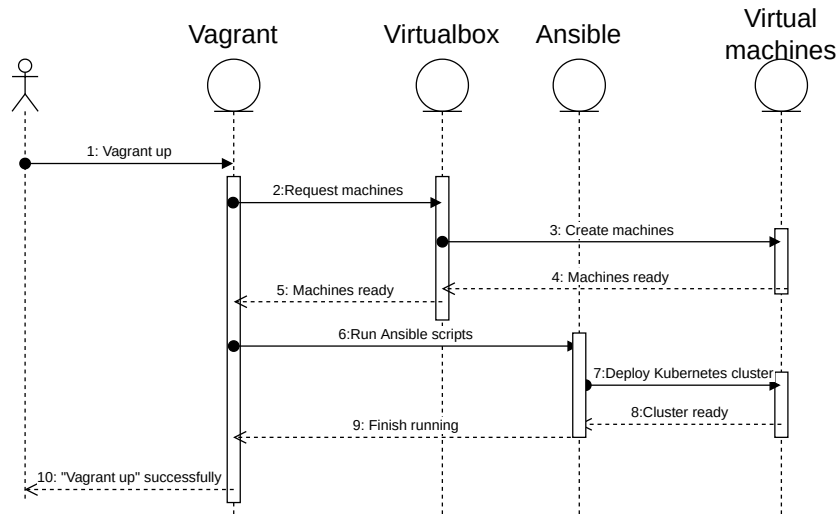 Vagrant
Virtualbox
Ansible
Virtual
machines
1: Vagrant up
2:Request machines
3: Create machines
4: Machines ready
5: Machines ready
6:Run Ansible scripts
7:Deploy Kubernetes cluster
8:Cluster ready
9: Finish running
10: "Vagrant up" successfully